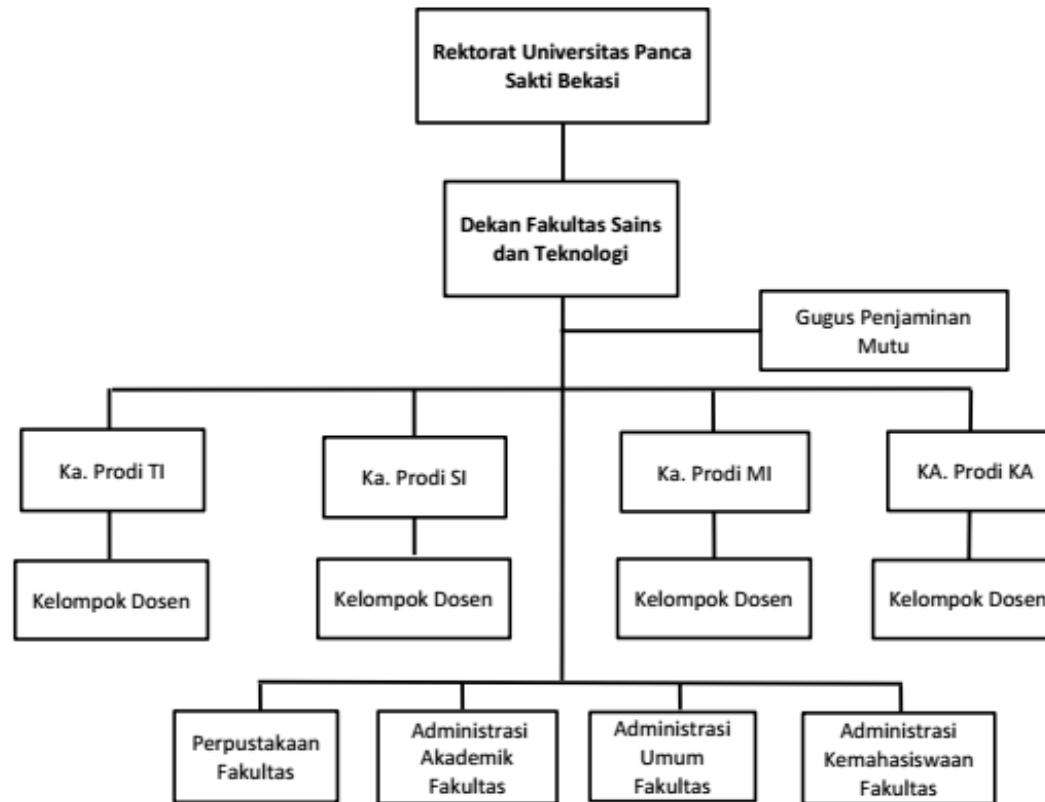 Rektorat Universitas Panca
Sakti Bekasi
Dekan Fakultas Sains
dan Teknologi
Gugus Penjaminan
Mutu
Ka. Prodi TI
Ka. Prodi SI
Ka. Prodi MI
KA. Prodi KA
Kelompok Dosen
Kelompok Dosen
Kelompok Dosen
Kelompok Dosen
Perpustakaan
Fakultas
Administrasi
Akademik
Fakultas
Administrasi
Umum
Fakultas
Administrasi
Kemahasiswaan
Fakultas